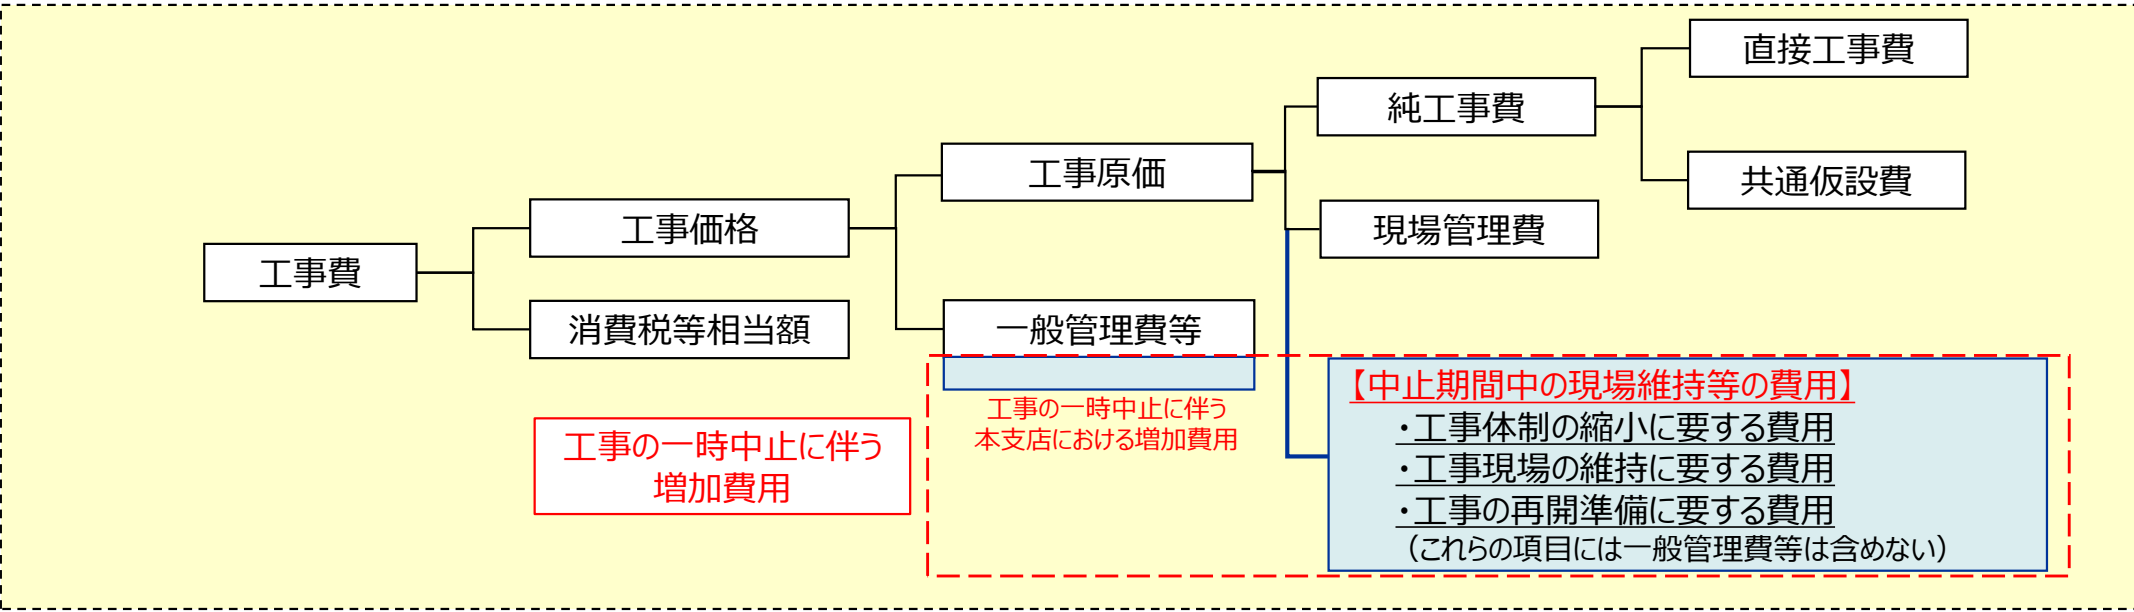 直接工事費
純工事費
工事原価
共通仮設費
工事価格
現場管理費
工事費
消費税等相当額
一般管理費等
工事の一時中止に伴う
本支店における増加費用
工事の一時中止に伴う
増加費用
【中止期間中の現場維持等の費用】
・工事体制の縮小に要する費用
・工事現場の維持に要する費用
・工事の再開準備に要する費用
（これらの項目には一般管理費等は含めない）